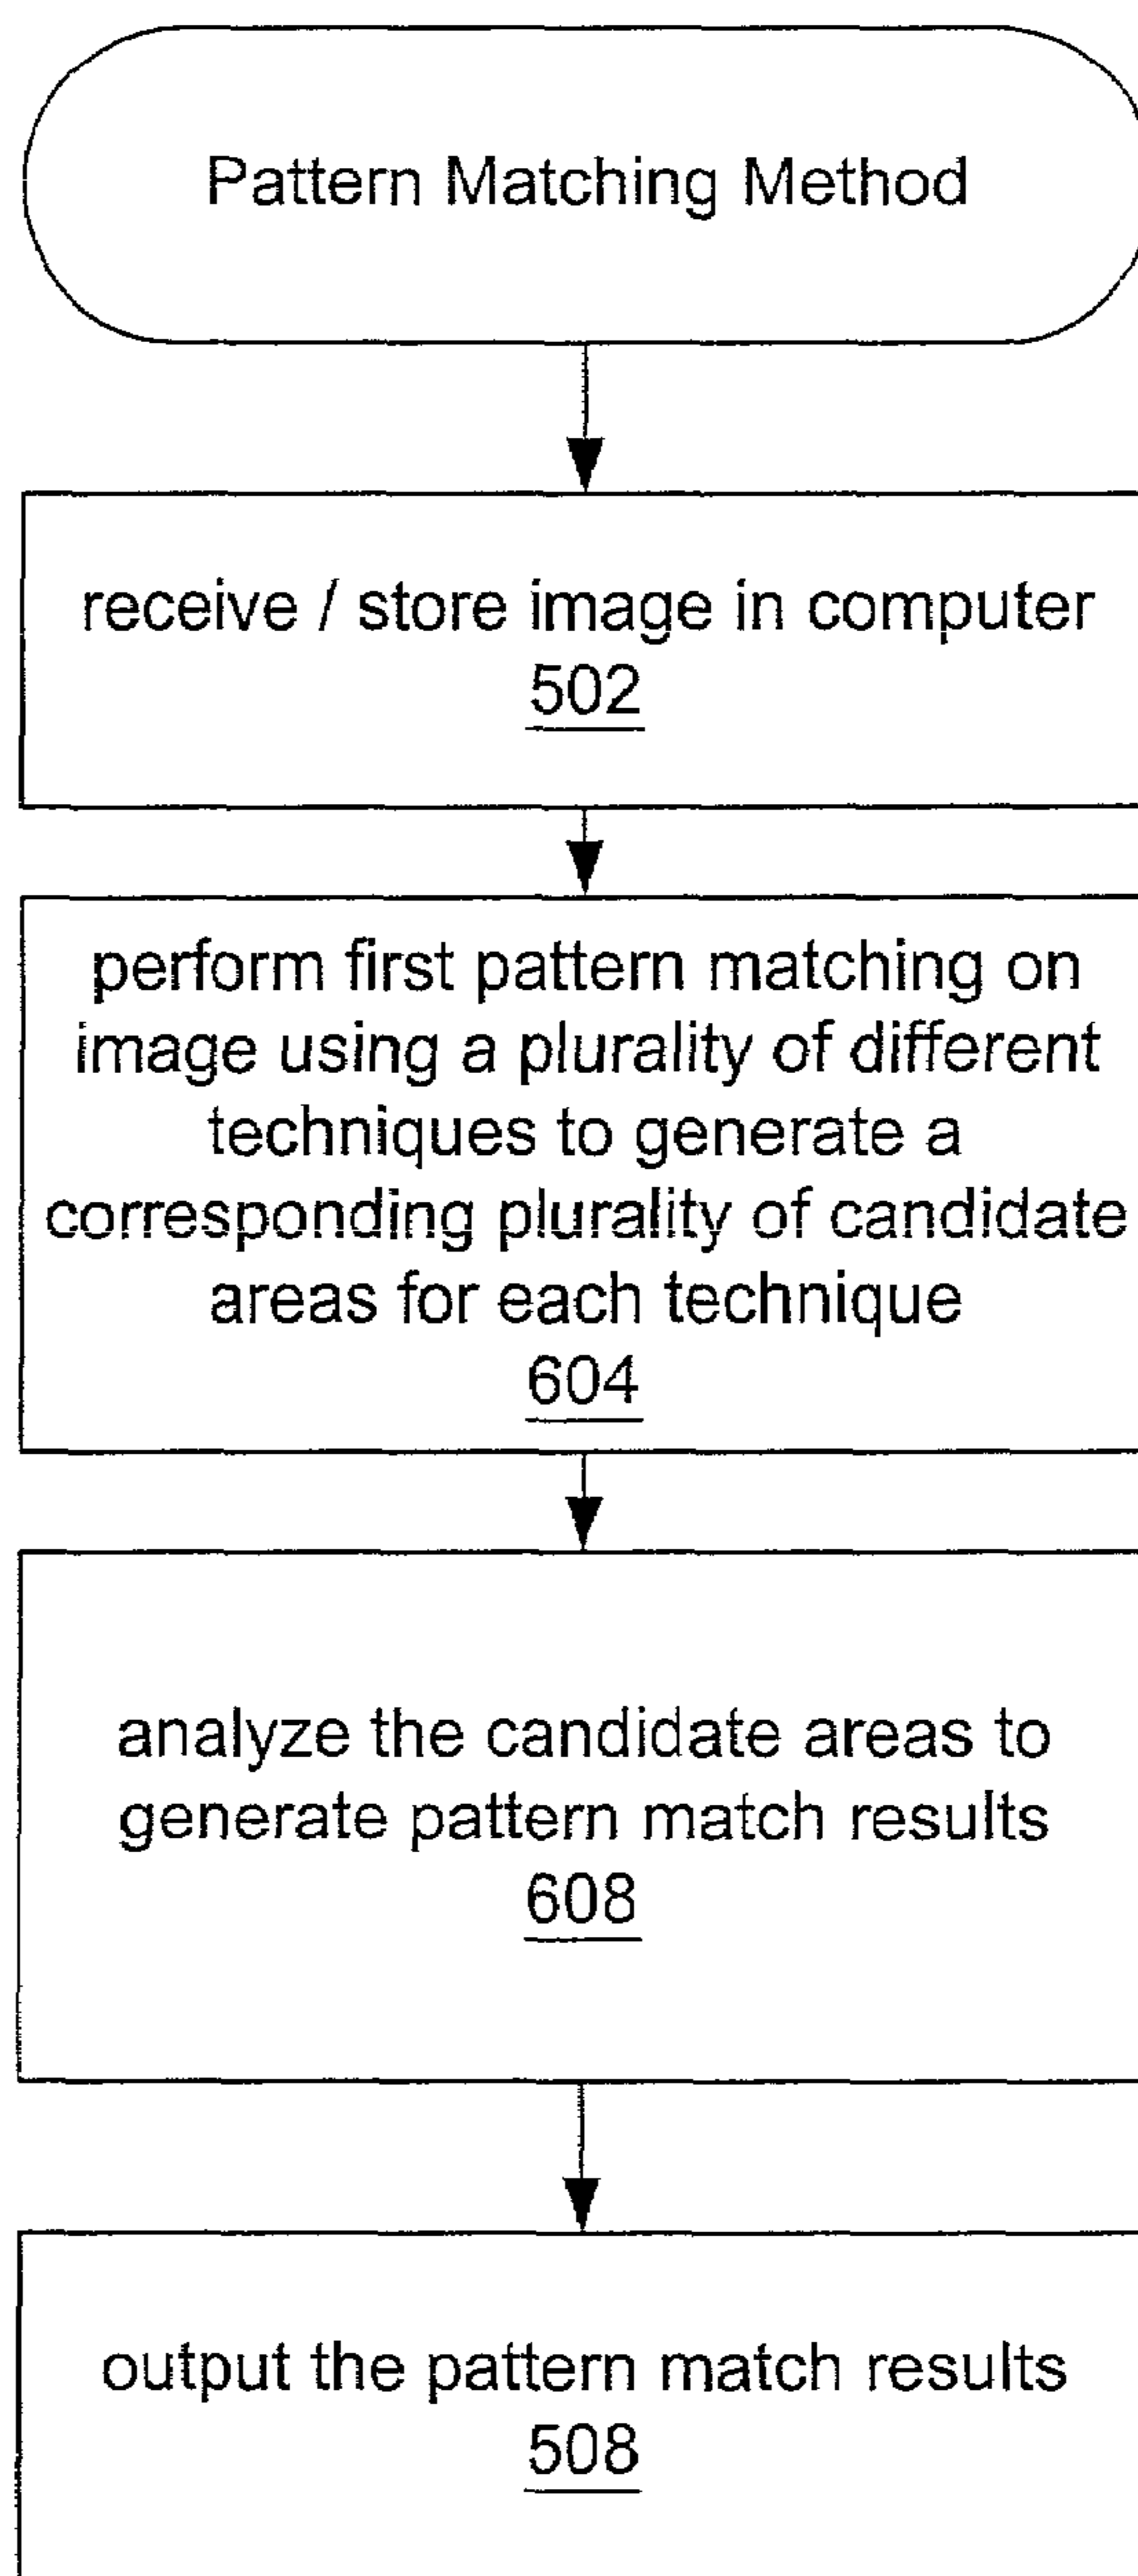 Pattern Matching Method
receive / store image in computer
502
perform first pattern matching on
image using a plurality of different
techniques to generate a
corresponding plurality of candidate
areas for each technique
604
analyze the candidate areas to
generate pattern match results
608
output the pattern match results
508